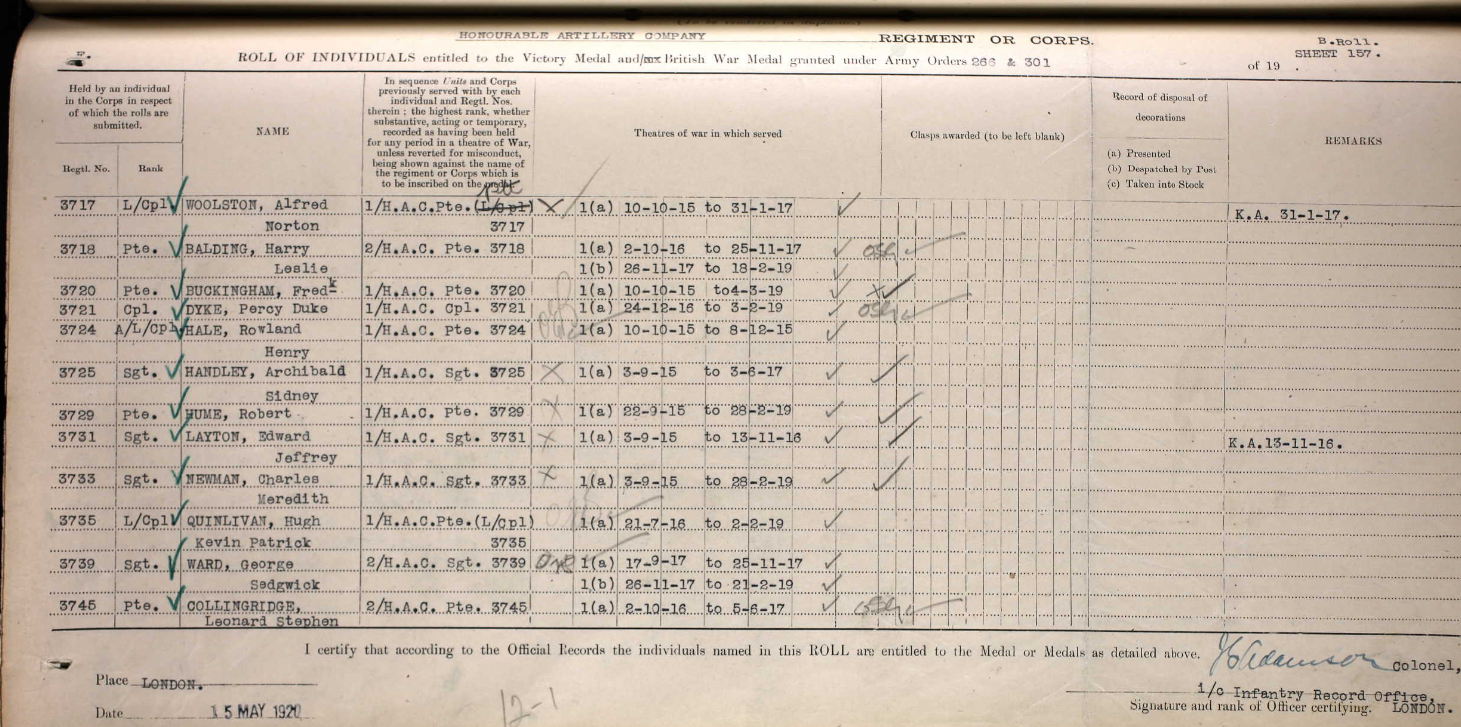 HONOURABLE ARTILLERY COMPANY REGIMENT OR CORPS. B.Roll.
SHEET 157.
ROLL OF INDIVIDUALS entitled to the Victory Medal and/or British War Medal granted under Army Orders 266 & 301 of 19 .
Held by an individual in the Corps in respect of which the rolls are submitted.
Regtl. No. Rank
NAME
In sequence Units and Corps
previously served with by each
individual and Regtl. Nos.
therein ; the highest rank, whether
substantive, acting or temporary,
recorded as having been held
for any period in a theatre of War,
unless reverted for misconduct,
being shown against the name of
the regiment or Corps which is
to be inscribed on the
Theatres of war in which served
Clasps awarded (to be left blank)
Record of disposal of
decorations
(a) Presented
(b) Despatched by Post
(c) Taken into Stock
REMARKS
3717 L/Cpl WOOLSTON, Alfred 1/H.A.C.Pte.(L/Cpl) 1(a) 10-10-15 to 31-1-17 K.A. 31-1-17.
Norton 3717
3718 Pte. BALDING, Harry 2/H.A.C. Pte. 3718 1(a) 2-10-16 to 25-11-17
Leslie 1(b) 26-11-17 to 18-2-19
3720 Pte. BUCKINGHAM, Fredk 1/H.A.C. Pte. 3720 1(a) 10-10-15 to4-3-19
3721 Cpl. DYKE, Percy Duke 1/H.A.C. Cpl. 3721 1(a) 24-12-16 to 3-2-19
3724 A/L/Cpl HALE, Rowland 1/H.A.C. Pte. 3724 1(a) 10-10-15 to 8-12-15
Henry
3725 Sgt. HANDLEY, Archibald 1/H.A.C. Sgt. 3725 1(a) 3-9-15 to 3-6-17
Sidney
3729 Pte. HUME, Robert 1/H.A.C. Pte. 3729 1(a) 22-9-15 to 28-2-19
3731 Sgt. LAYTON, Edward 1/H.A.C. Sgt. 3731 1(a) 3-9-15 to 13-11-16 K.A.13-11-16.
Jeffrey
3733 Sgt. NEWMAN, Charles 1/H.A.C. Sgt. 3733 1(a) 3-9-15 to 28-2-19
Meredith
3735 L/Cpl QUINLIVAN, Hugh 1/H.A.C.Pte.(L/Cpl) 1(a) 21-7-16 to 2-2-19
Kevin Patrick 3735
3739 Sgt. WARD, George 2/H.A.C. Sgt. 3739 1(a) 17-9-17 to 25-11-17
Sedgwick 1(b) 26-11-17 to 21-2-19
3745 Pte. COLLINGRIDGE, 2/H.A.C. Pte. 3745 1(a) 2-10-16 to 5-6-17
Leonard Stephen
I certify that according to the Official Records the individuals named in this ROLL are entitled to the Medal or Medals as detailed above. Adamson Colonel,
Place LONDON. i/c Infantry Record Office,
Date 15 MAY 1920 12-1 Signature and rank of Officer certifying. LONDON.